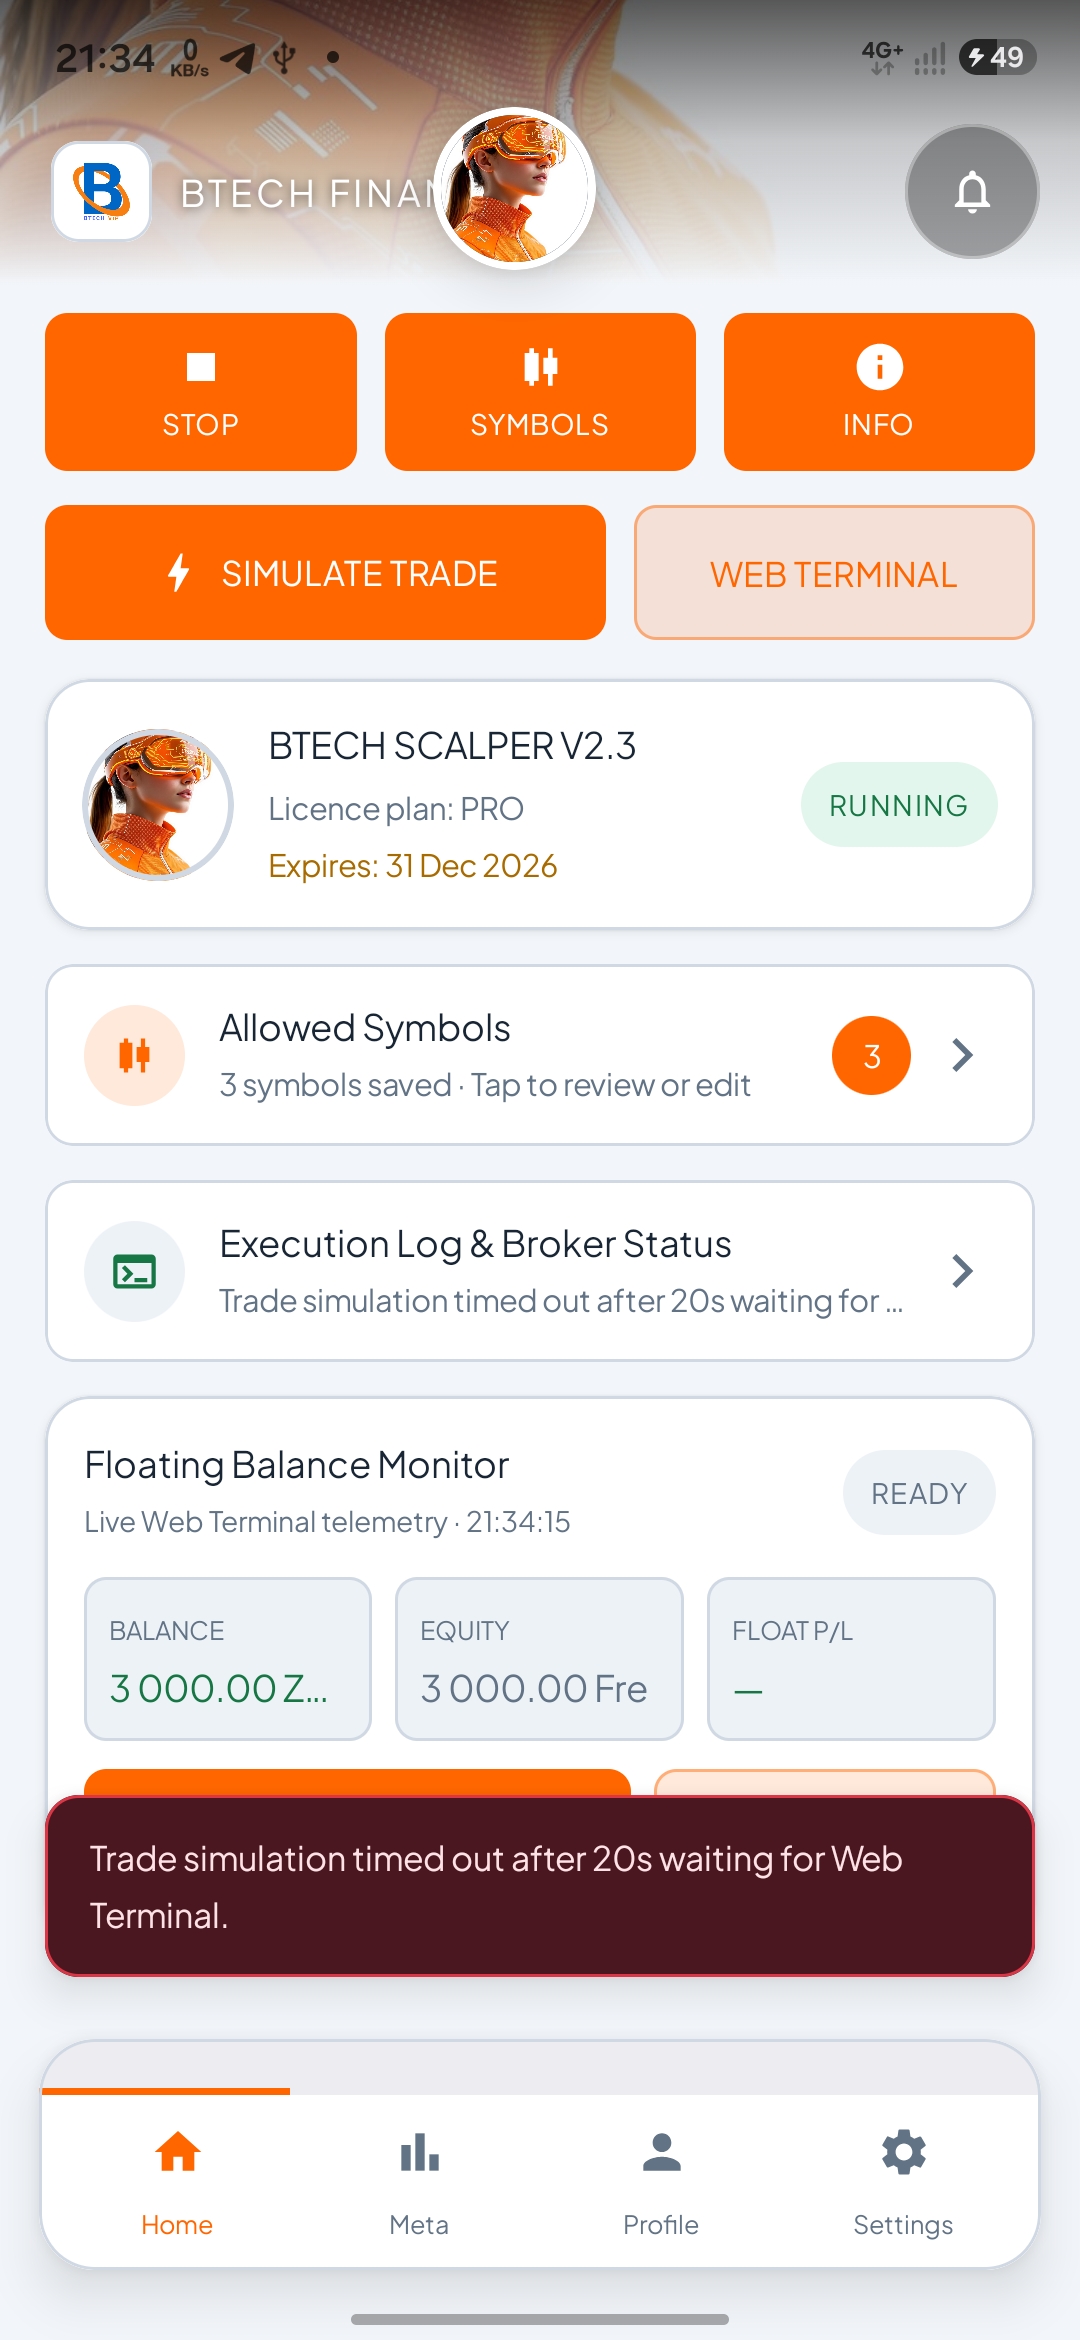 21:34 0 KB/s 4G+ 49
B BTECH VIP BTECH FINAN
STOP SYMBOLS INFO
SIMULATE TRADE WEB TERMINAL
BTECH SCALPER V2.3
Licence plan: PRO
RUNNING
Expires: 31 Dec 2026
Allowed Symbols
3 symbols saved · Tap to review or edit
3
Execution Log & Broker Status
Trade simulation timed out after 20s waiting for ...
Floating Balance Monitor
Live Web Terminal telemetry · 21:34:15
READY
BALANCE EQUITY FLOAT P/L
3 000.00 Z... 3 000.00 Fre —
Trade simulation timed out after 20s waiting for Web
Terminal.
Home Meta Profile Settings